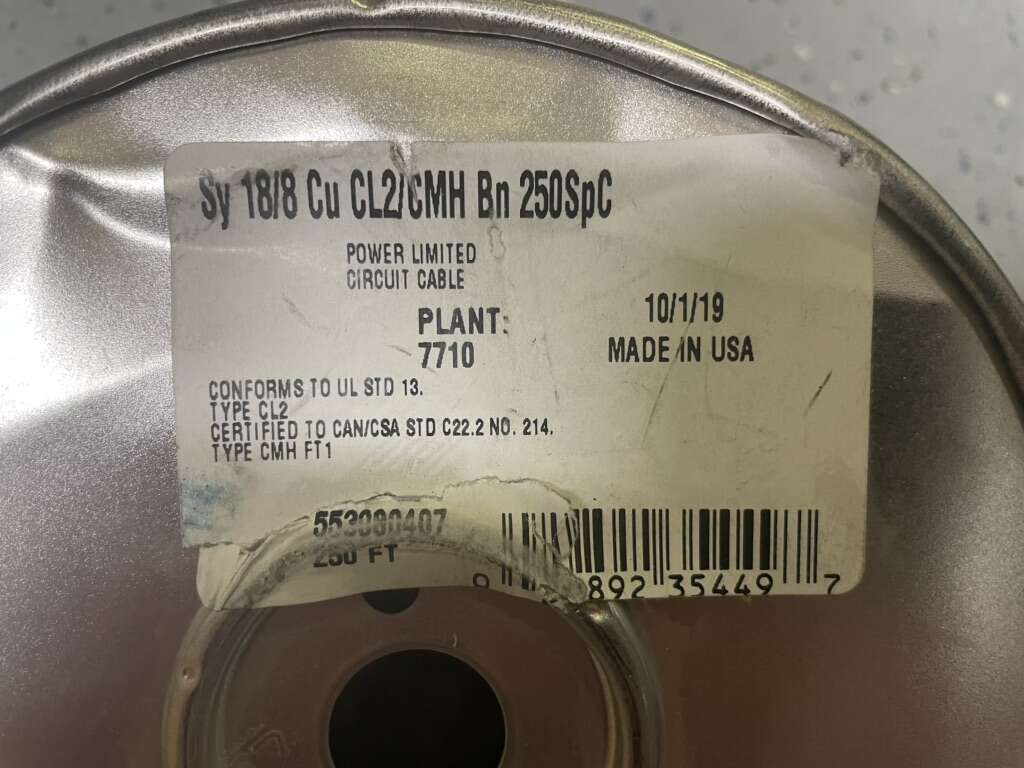 Sy 18/8 Cu CL2/CMH Bn 250SpC
POWER LIMITED
CIRCUIT CABLE
PLANT:
7710
10/1/19
MADE IN USA
CONFORMS TO UL STD 13.
TYPE CL2
CERTIFIED TO CAN/CSA STD C22.2 NO. 214.
TYPE CMH FT1
553080407
250 FT
892 35449 7